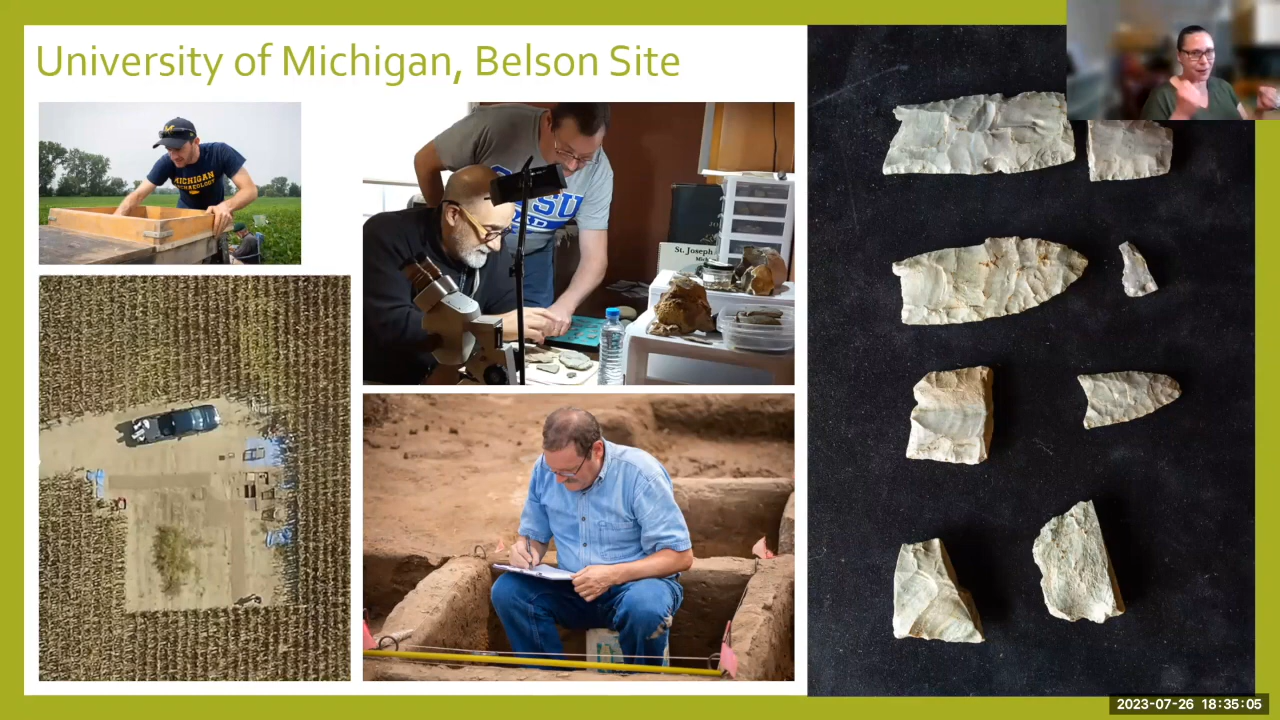 University of Michigan, Belson Site
MICHIGAN
ARCHAEOLOGY
SU
St. Joseph
2023-07-26 18:35:05